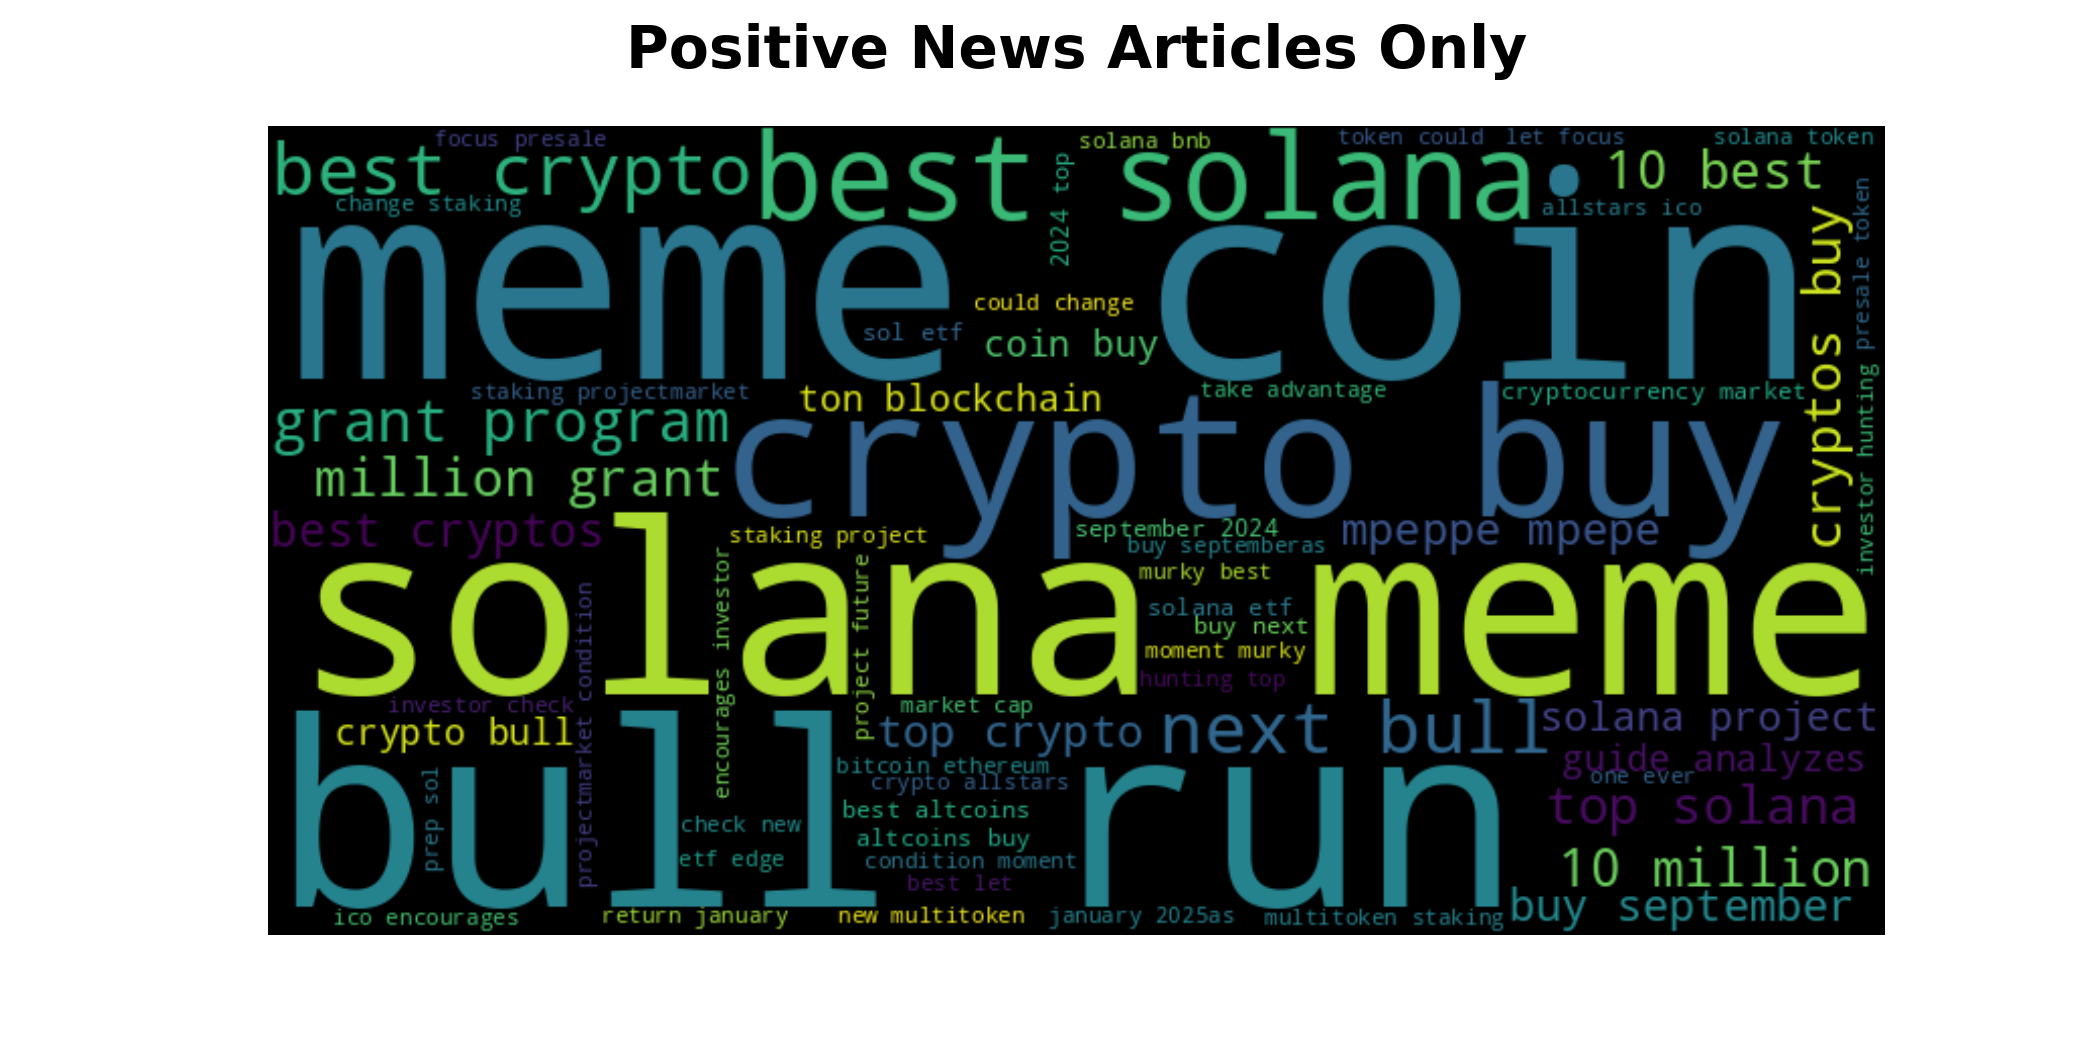 Positive News Articles Only
focus presale
solana bnb
token could
let focus
solana token
best crypto
best solana
10 best
2024 top
change staking
allstars ico
presale token
meme coin
cryptos buy
could change
sol etf
coin buy
staking projectmarket
ton blockchain
take advantage
cryptocurrency market
investor hunting
grant program
crypto buy
million grant
best cryptos
staking project
september 2024
mpeppe mpepe
buy septemberas
solana meme
murky best
solana etf
buy next
moment murky
hunting top
encourages investor
project future
projectmarket condition
investor check
market cap
crypto bull
top crypto
next bull
solana project
guide analyzes
one ever
bull run
bitcoin ethereum
crypto allstars
prep sol
best altcoins
top solana
check new
altcoins buy
etf edge
condition moment
10 million
best let
buy september
ico encourages
return january
new multitoken
january 2025as
multitoken staking